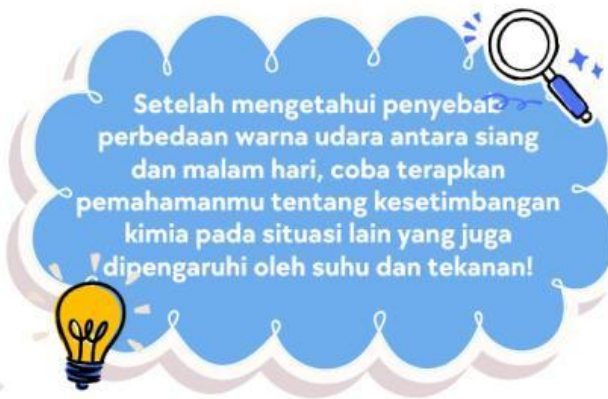 Setelah mengetahui penyebab
perbedaan warna udara antara siang
dan malam hari, coba terapkan
pemahamanmu tentang kesetimbangan
kimia pada situasi lain yang juga
dipengaruhi oleh suhu dan tekanan!